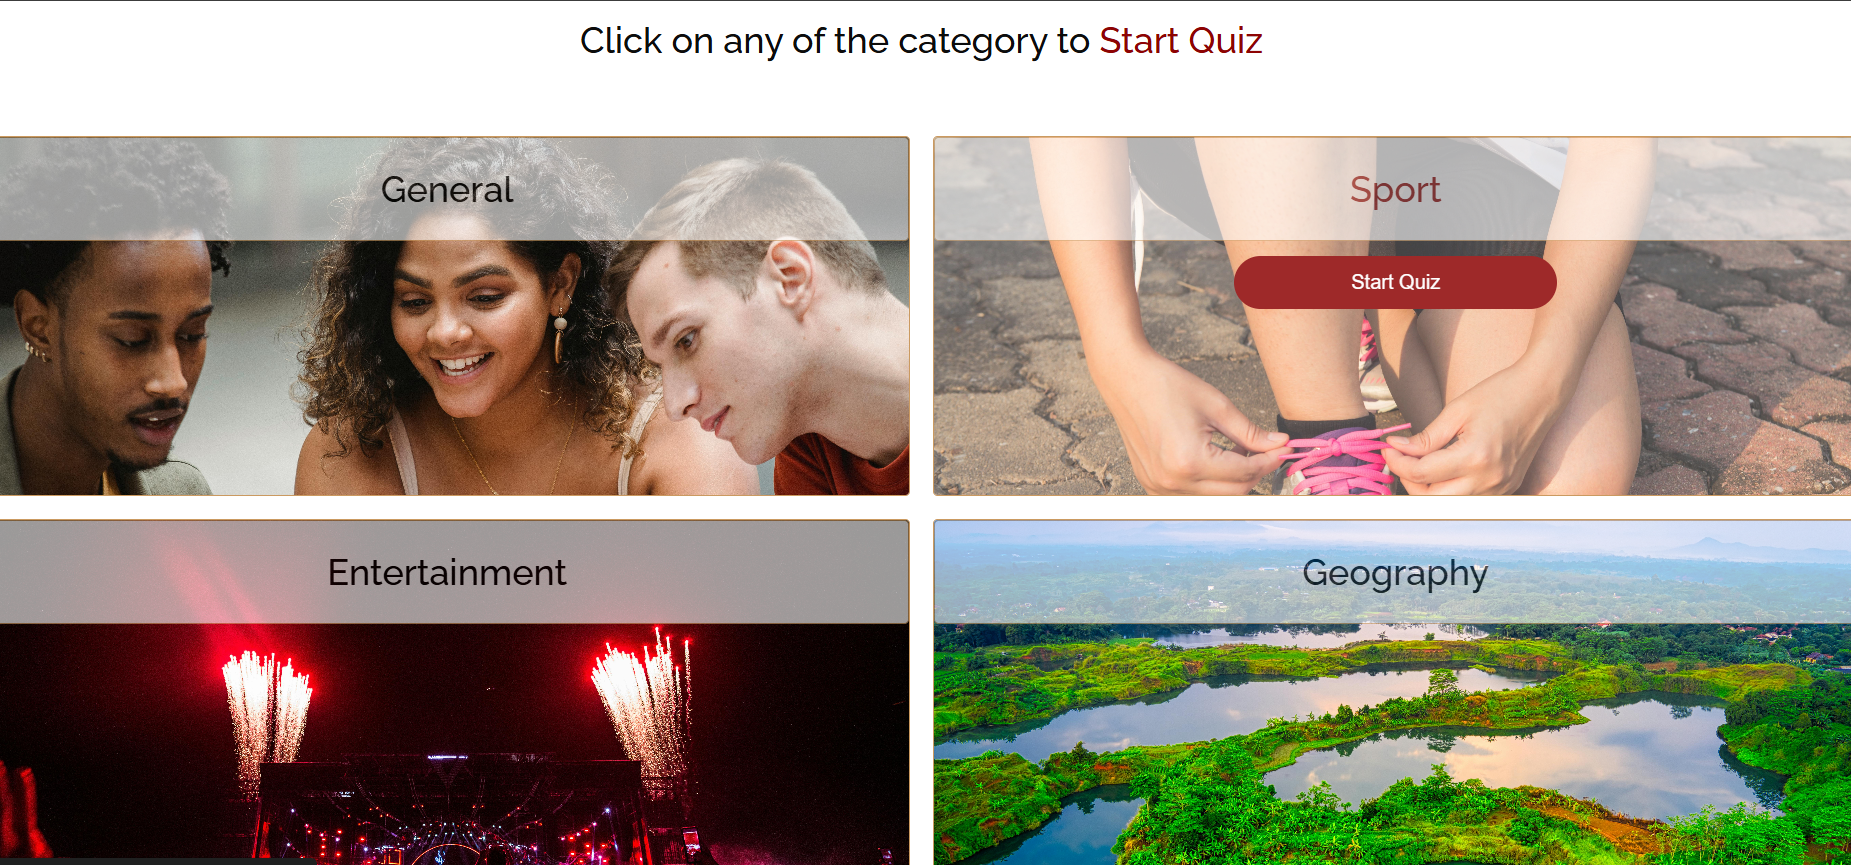 Click on any of the category to Start Quiz
General
Sport
Start Quiz
Entertainment
Geography